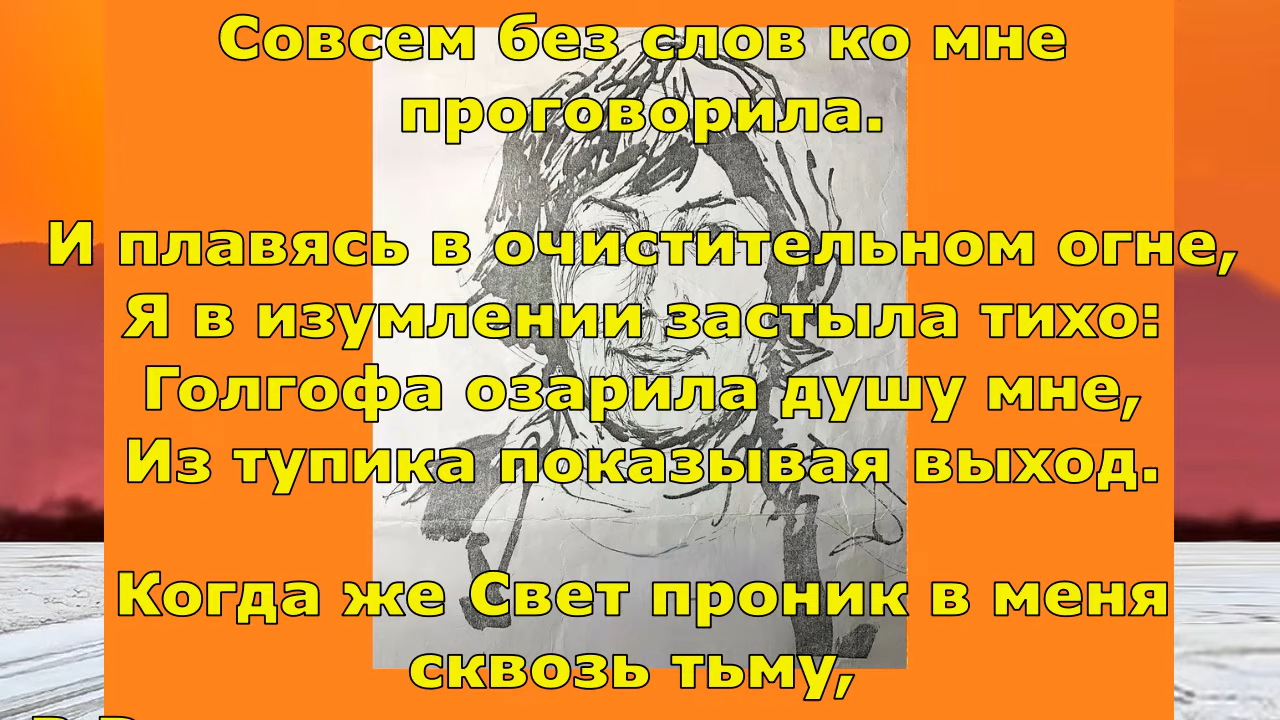 Совсем без слов ко мне
проговорила.
И плавясь в очистительном огне,
Я в изумлении застыла тихо:
Голгофа озарила душу мне,
Из тупика показывая выход.
Когда же Свет проник в меня
сквозь тьму,